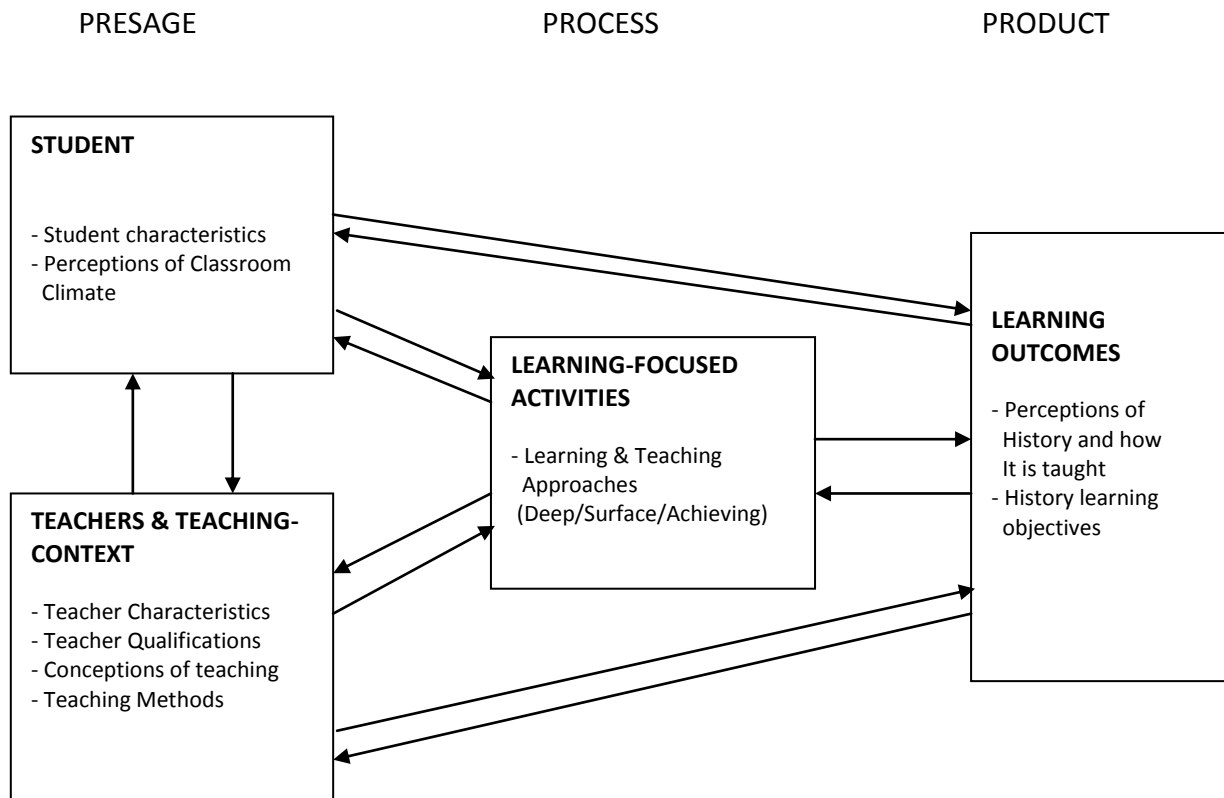 PRESAGE
PROCESS
PRODUCT
STUDENT
- Student characteristics
- Perceptions of Classroom
Climate
TEACHERS & TEACHING-
CONTEXT
- Teacher Characteristics
- Teacher Qualifications
- Conceptions of teaching
- Teaching Methods
LEARNING-FOCUSED
ACTIVITIES
- Learning & Teaching
Approaches
(Deep/Surface/Achieving)
LEARNING
OUTCOMES
- Perceptions of
History and how
It is taught
- History learning
objectives